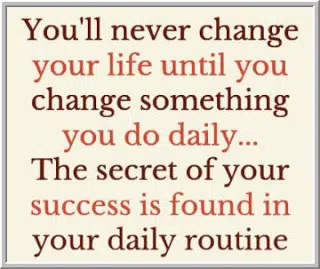 You'll never change
your life until you
change something
you do daily...
The secret of your
success is found in
your daily routine